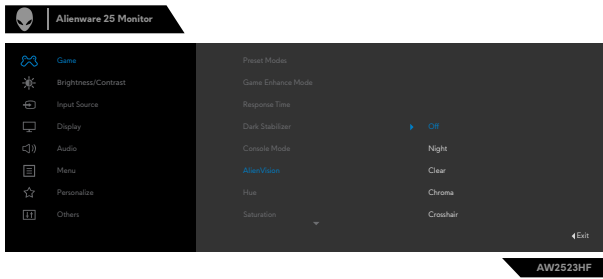 Alienware 25 Monitor
Game
Brightness/Contrast
Input Source
Display
Audio
Menu
Personalize
Others
Preset Modes
Game Enhance Mode
Response Time
Dark Stabilizer
Console Mode
AlienVision
Hue
Saturation
Off
Night
Clear
Chroma
Crosshair
Exit
AW2523HF